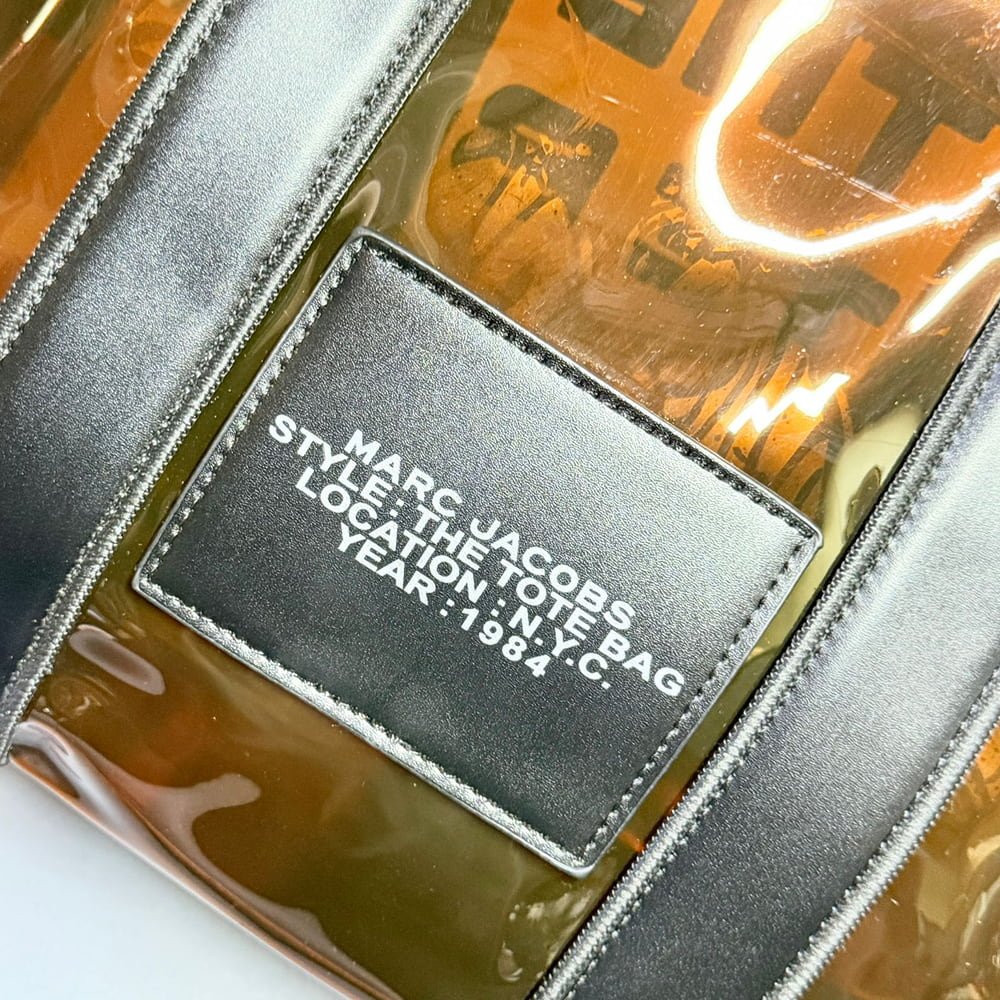 MARC JACOBS
STYLE : THE TOTE BAG
LOCATION : N.Y.C.
YEAR : 1984